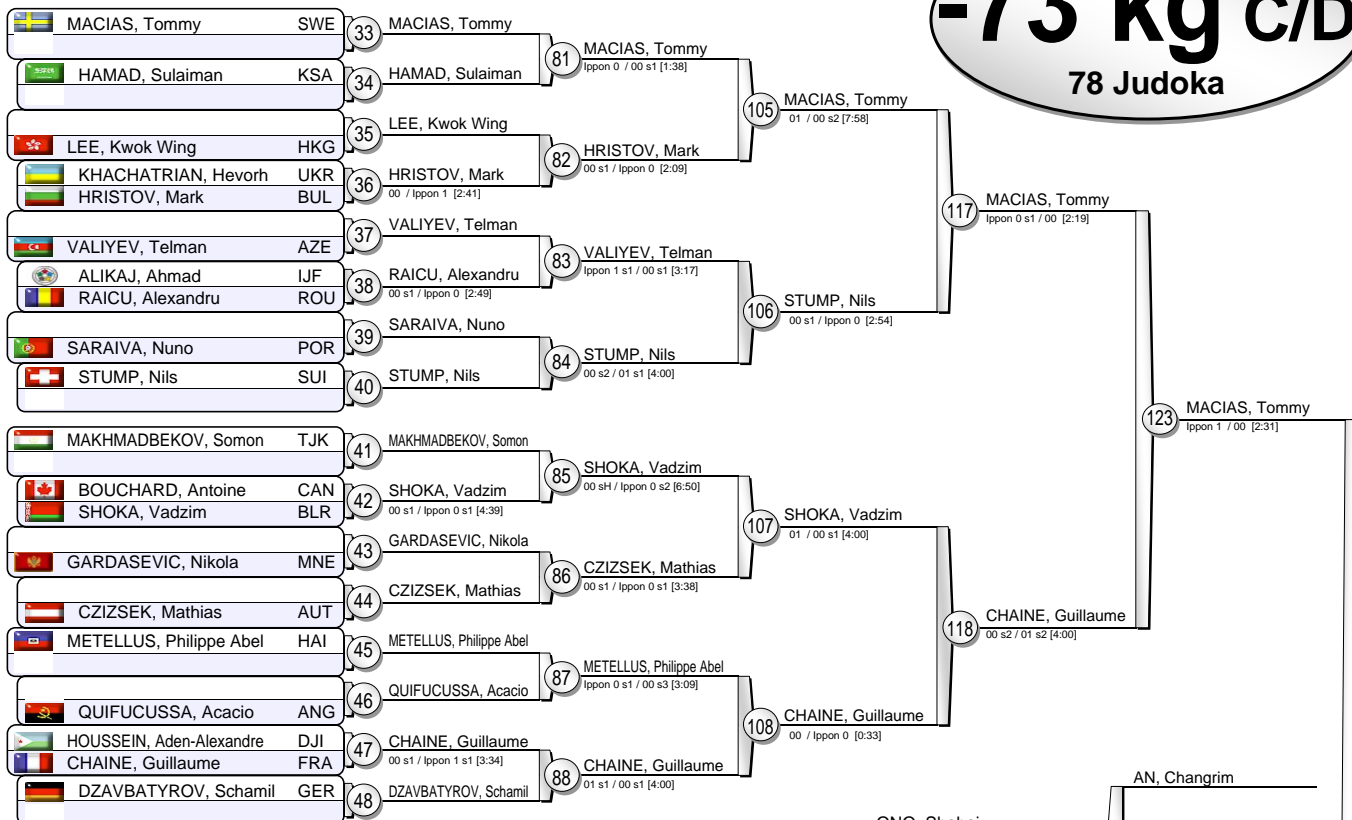 -73 kg C/D
78 Judoka
MACIAS, Tommy SWE
HAMAD, Sulaiman KSA
LEE, Kwok Wing HKG
KHACHATRIAN, Hevorh UKR
HRISTOV, Mark BUL
VALIYEV, Telman AZE
ALIKAJ, Ahmad IJF
RAICU, Alexandru ROU
SARAIVA, Nuno POR
STUMP, Nils SUI
MAKHMADBEKOV, Somon TJK
BOUCHARD, Antoine CAN
SHOKA, Vadzim BLR
GARDASEVIC, Nikola MNE
CZIZSEK, Mathias AUT
METELLUS, Philippe Abel HAI
QUIFUCUSSA, Acacio ANG
HOUSSEIN, Aden-Alexandre DJI
CHAINE, Guillaume FRA
DZAVBATYROV, Schamil GER
33 MACIAS, Tommy
34 HAMAD, Sulaiman
35 LEE, Kwok Wing
36 HRISTOV, Mark
00 / Ippon 1 [2:41]
37 VALIYEV, Telman
38 RAICU, Alexandru
00 s1 / Ippon 0 [2:49]
39 SARAIVA, Nuno
40 STUMP, Nils
41 MAKHMADBEKOV, Somon
42 SHOKA, Vadzim
00 s1 / Ippon 0 s1 [4:39]
43 GARDASEVIC, Nikola
44 CZIZSEK, Mathias
45 METELLUS, Philippe Abel
46 QUIFUCUSSA, Acacio
47 CHAINE, Guillaume
00 s1 / Ippon 1 s1 [3:34]
48 DZAVBATYROV, Schamil
81 MACIAS, Tommy
Ippon 0 / 00 s1 [1:38]
82 HRISTOV, Mark
00 s1 / Ippon 0 [2:09]
83 VALIYEV, Telman
Ippon 1 s1 / 00 s1 [3:17]
84 STUMP, Nils
00 s2 / 01 s1 [4:00]
85 SHOKA, Vadzim
00 sH / Ippon 0 s2 [6:50]
86 CZIZSEK, Mathias
00 s1 / Ippon 0 s1 [3:38]
87 METELLUS, Philippe Abel
Ippon 0 s1 / 00 s3 [3:09]
88 CHAINE, Guillaume
01 s1 / 00 s1 [4:00]
105 MACIAS, Tommy
01 / 00 s2 [7:58]
106 STUMP, Nils
00 s1 / Ippon 0 [2:54]
107 SHOKA, Vadzim
01 / 00 s1 [4:00]
108 CHAINE, Guillaume
00 / Ippon 0 [0:33]
117 MACIAS, Tommy
Ippon 0 s1 / 00 [2:19]
118 CHAINE, Guillaume
00 s2 / 01 s2 [4:00]
123 MACIAS, Tommy
Ippon 1 / 00 [2:31]
AN, Changrim